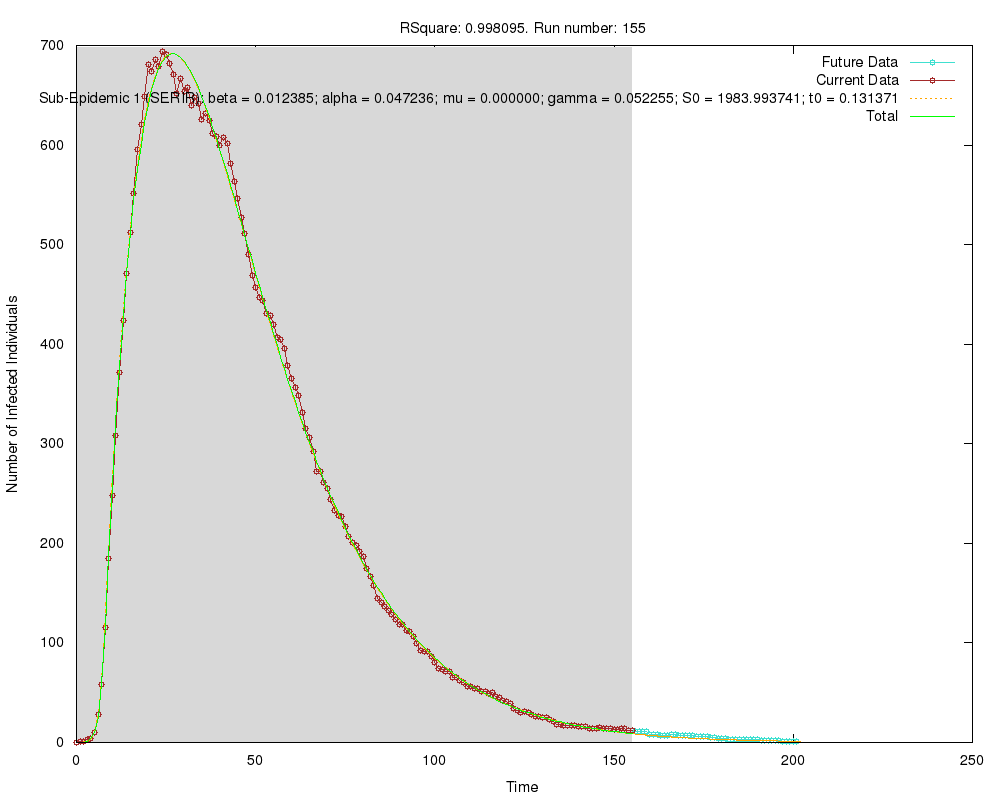 RSquare: 0.998095. Run number: 155
700
600
500
400
300
200
100
0
0
50
100
150
200
250
Number of Infected Individuals
Time
Future Data
Current Data
Sub-Epidemic 1 SERIR: beta = 0.012385; alpha = 0.047236; mu = 0.000000; gamma = 0.052255; S0 = 1983.993741; t0 = 0.131371
Total